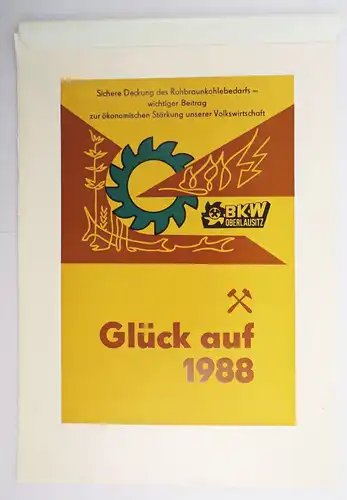 Sichere Deckung des Rohbraunkohlebedarfs –
wichtiger Beitrag
zur ökonomischen Stärkung unserer Volkswirtschaft
BKW
OBERLAUSITZ
Glück auf
1988